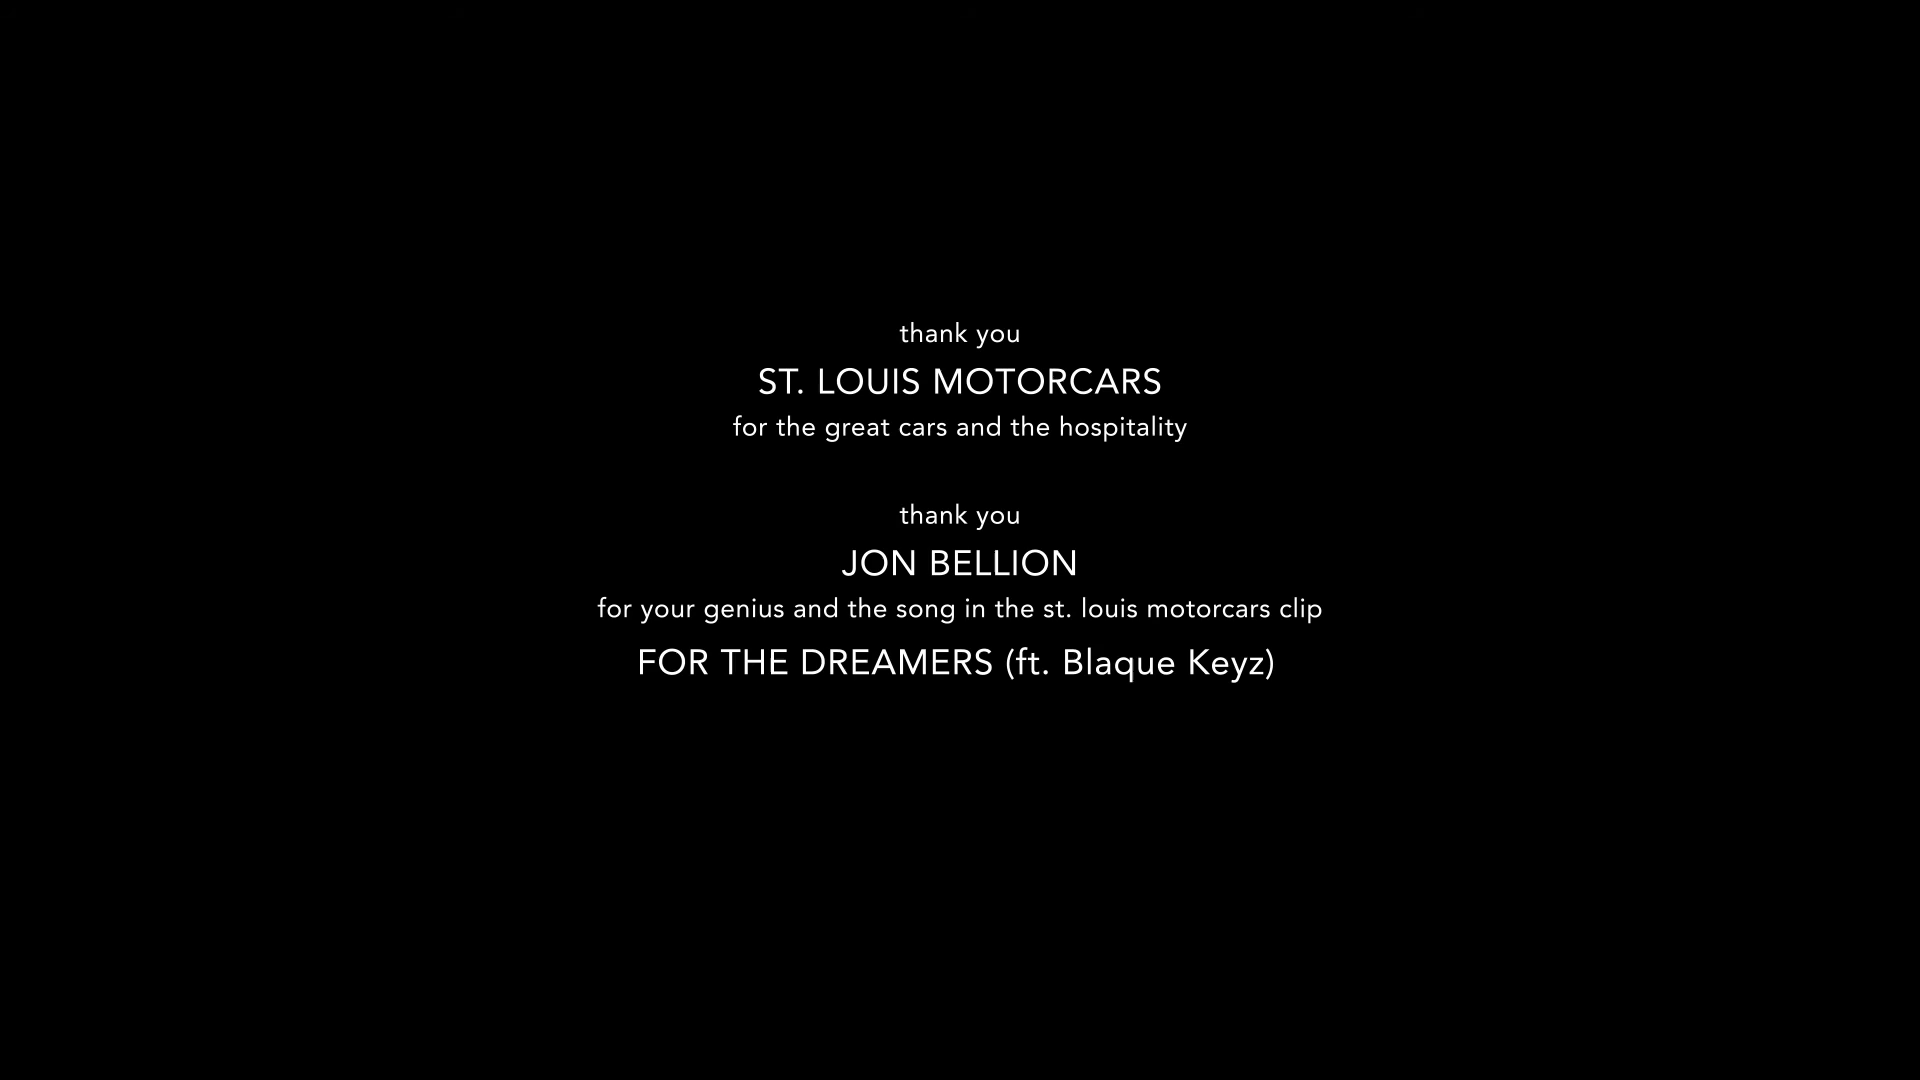 thank you
ST. LOUIS MOTORCARS
for the great cars and the hospitality
thank you
JON BELLION
for your genius and the song in the st. louis motorcars clip
FOR THE DREAMERS (ft. Blaque Keyz)